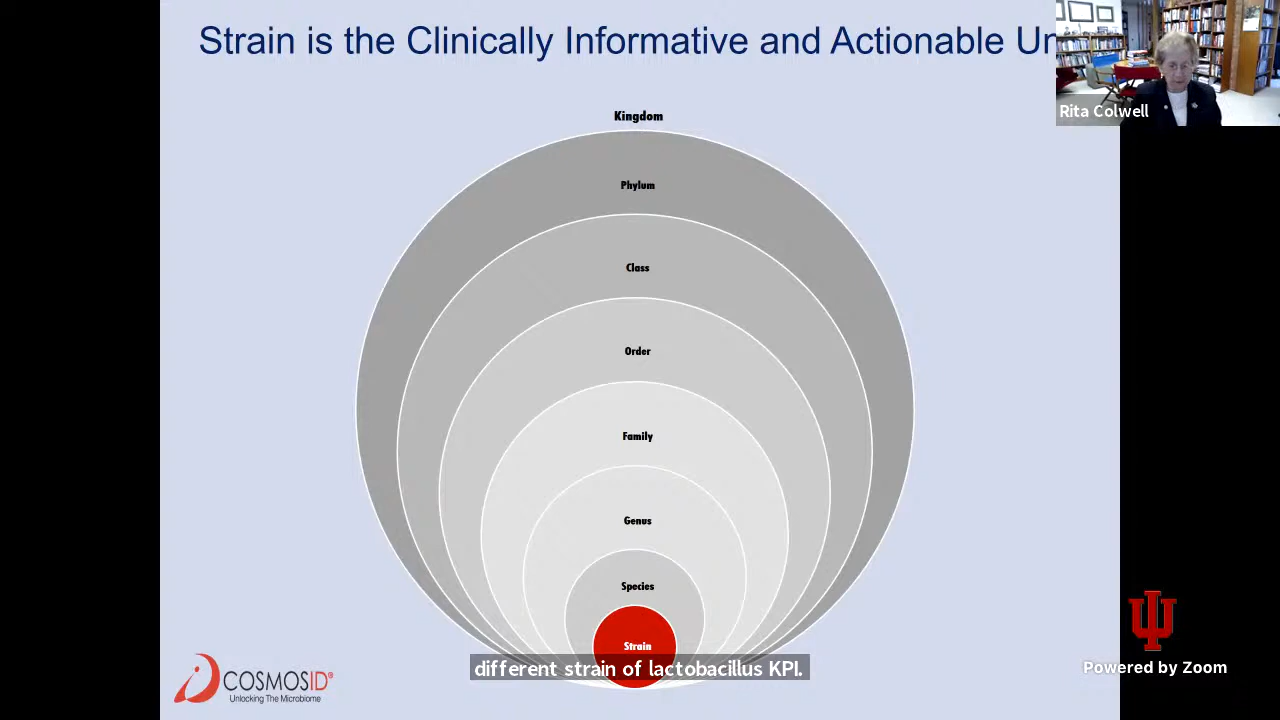 Strain is the Clinically Informative and Actionable Un
Rita Colwell
Kingdom
Phylum
Class
Order
Family
Genus
Species
Strain
different strain of lactobacillus KPI.
COSMOSID®
Unlocking The Microbiome
Powered by Zoom